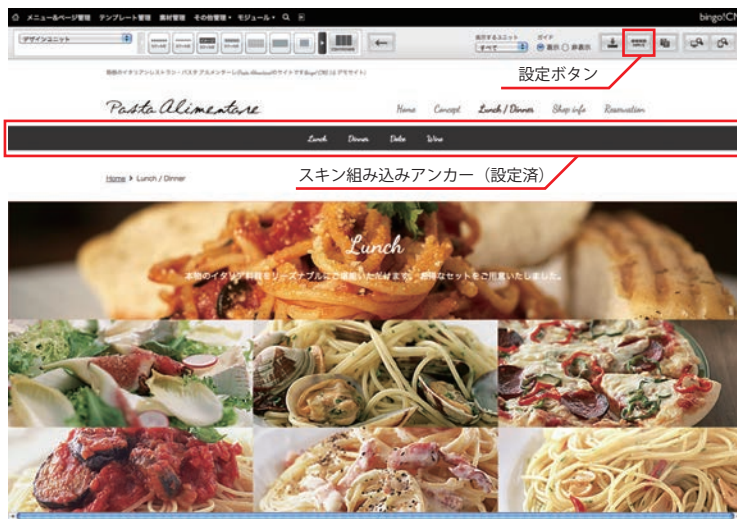 メニュー&ページ管理 テンプレート管理 素材管理 その他管理 モジュール
bingo!CM
デザインユニット
表示するユニット ガイド
すべて 表示 非表示
設定ボタン
Pasta Alimentare
Home Concept Lunch / Dinner Shop info Reservation
Lunch Dinner Dolce Wine
スキン組み込みアンカー（設定済）
Home > Lunch / Dinner
Lunch